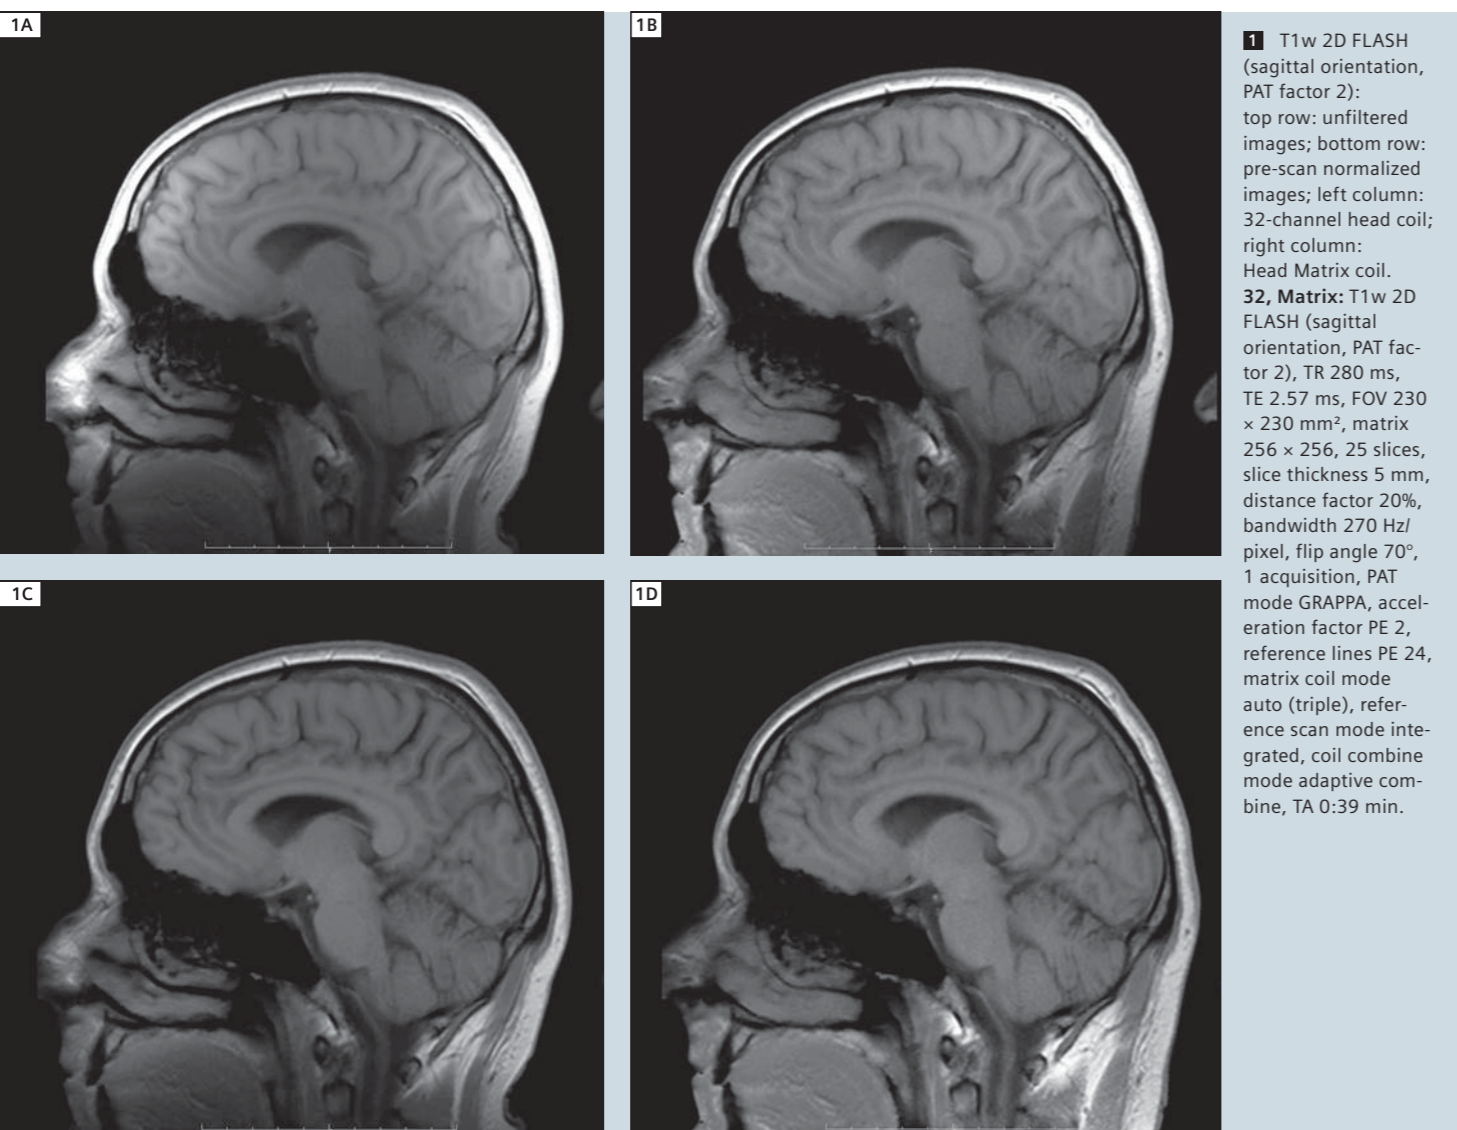 1A
1B
1C
1D
1 T1w 2D FLASH
(sagittal orientation,
PAT factor 2):
top row: unfiltered
images; bottom row:
pre-scan normalized
images; left column:
32-channel head coil;
right column:
Head Matrix coil.
32, Matrix: T1w 2D
FLASH (sagittal
orientation, PAT fac-
tor 2), TR 280 ms,
TE 2.57 ms, FOV 230
× 230 mm², matrix
256 × 256, 25 slices,
slice thickness 5 mm,
distance factor 20%,
bandwidth 270 Hz/
pixel, flip angle 70°,
1 acquisition, PAT
mode GRAPPA, accel-
eration factor PE 2,
reference lines PE 24,
matrix coil mode
auto (triple), refer-
ence scan mode inte-
grated, coil combine
mode adaptive com-
bine, TA 0:39 min.